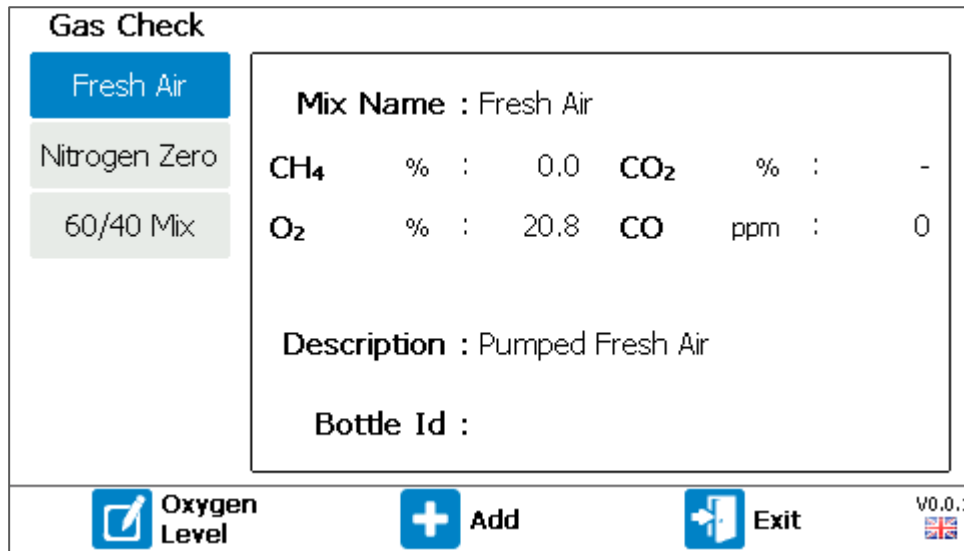 Gas Check
Fresh Air
Nitrogen Zero
60/40 Mix
Mix Name : Fresh Air
CH₄ % : 0.0 CO₂ % : -
O₂ % : 20.8 CO ppm : 0
Description : Pumped Fresh Air
Bottle Id :
Oxygen Level
Add
Exit